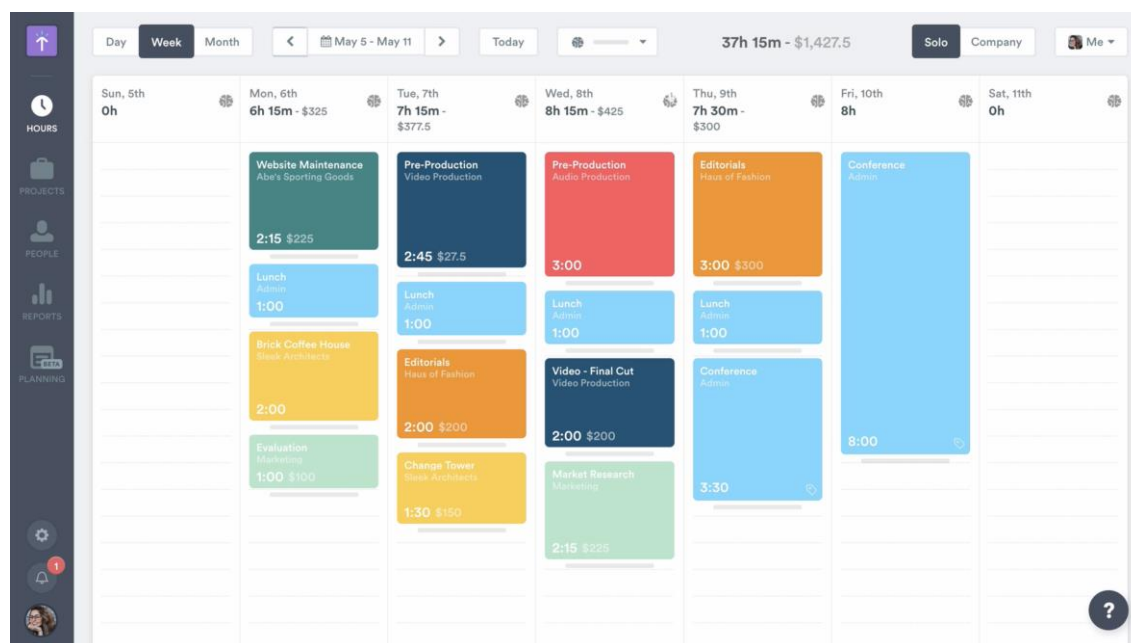 Day Week Month
May 5 - May 11
Today
37h 15m - $1,427.5
Solo Company
Me
HOURS
PROJECTS
PEOPLE
REPORTS
BETA
PLANNING
1
Sun, 5th
0h
Mon, 6th
6h 15m - $325
Tue, 7th
7h 15m -
$377.5
Wed, 8th
8h 15m - $425
Thu, 9th
7h 30m -
$300
Fri, 10th
8h
Sat, 11th
0h
Website Maintenance
Abe's Sporting Goods
2:15 $225
Lunch
Admin
1:00
Brick Coffee House
Sleek Architects
2:00
Evaluation
Marketing
1:00 $100
Pre-Production
Video Production
2:45 $27.5
Lunch
Admin
1:00
Editorials
Haus of Fashion
2:00 $200
Change Tower
Sleek Architects
1:30 $150
Pre-Production
Audio Production
3:00
Lunch
Admin
1:00
Video - Final Cut
Video Production
2:00 $200
Market Research
Marketing
2:15 $225
Editorials
Haus of Fashion
3:00 $300
Lunch
Admin
1:00
Conference
Admin
3:30
Conference
Admin
8:00
?